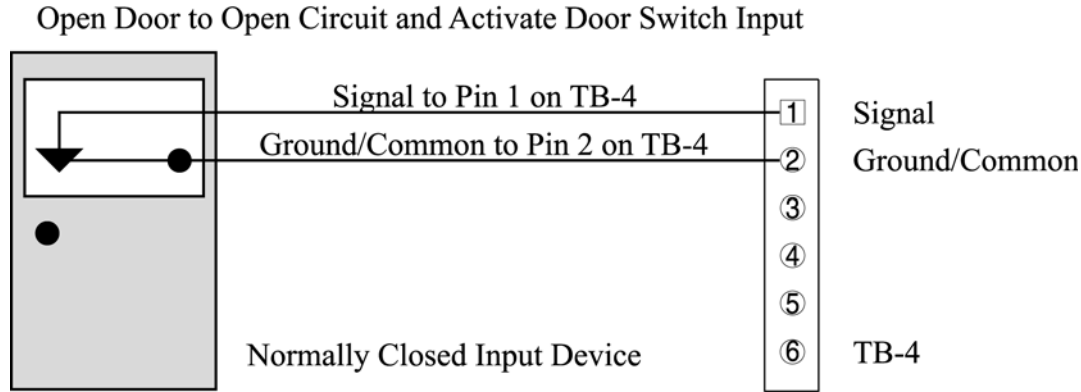 Open Door to Open Circuit and Activate Door Switch Input
Signal to Pin 1 on TB-4
1 Signal
Ground/Common to Pin 2 on TB-4
2 Ground/Common
3
4
5
Normally Closed Input Device
6 TB-4